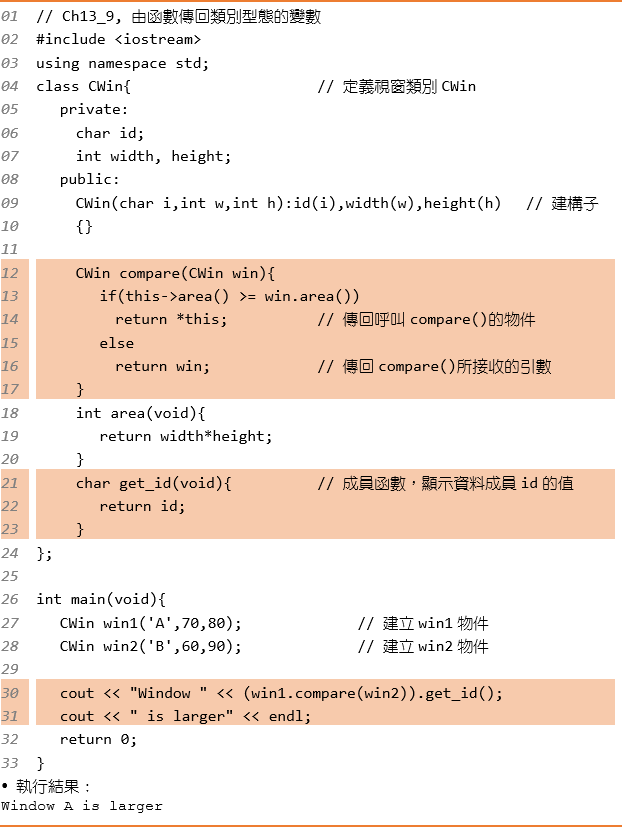 01 // Ch13_9, 由函數傳回類別型態的變數
02 #include <iostream>
03 using namespace std;
04 class CWin{ // 定義視窗類別 CWin
05 private:
06 char id;
07 int width, height;
08 public:
09 CWin(char i,int w,int h):id(i),width(w),height(h) // 建構子
10 {}
11
12 CWin compare(CWin win){
13 if(this->area() >= win.area())
14 return *this; // 傳回呼叫 compare()的物件
15 else
16 return win; // 傳回 compare()所接收的引數
17 }
18 int area(void){
19 return width*height;
20 }
21 char get_id(void){ // 成員函數，顯示資料成員 id 的值
22 return id;
23 }
24 };
25
26 int main(void){
27 CWin win1('A',70,80); // 建立 win1 物件
28 CWin win2('B',60,90); // 建立 win2 物件
29
30 cout << "Window " << (win1.compare(win2)).get_id();
31 cout << " is larger" << endl;
32 return 0;
33 }
• 執行結果：
Window A is larger